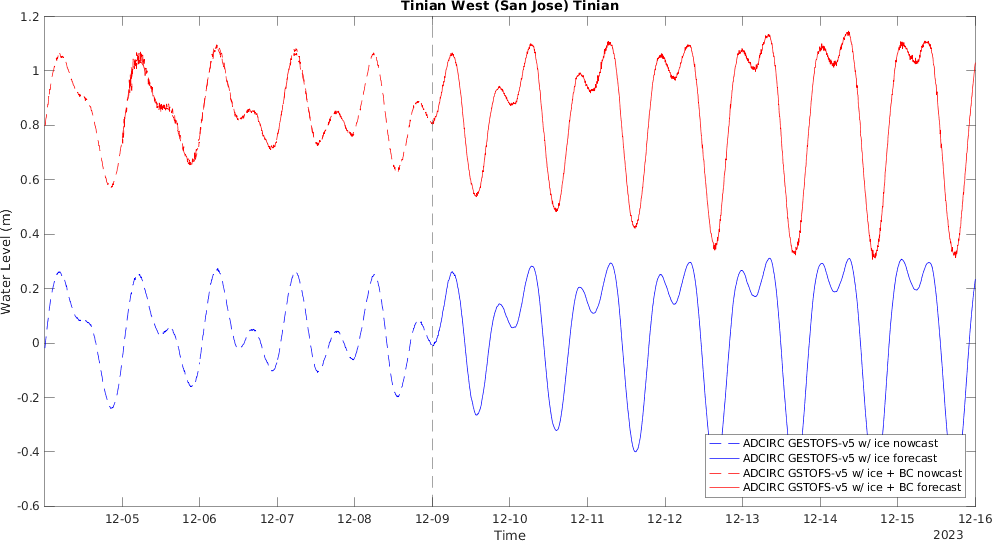 Tinian West (San Jose) Tinian
1.2
1
0.8
0.6
0.4
0.2
0
-0.2
-0.4
-0.6
Water Level (m)
ADCIRC GESTOFS-v5 w/ ice nowcast
ADCIRC GESTOFS-v5 w/ ice forecast
ADCIRC GSTOFS-v5 w/ ice + BC nowcast
ADCIRC GSTOFS-v5 w/ ice + BC forecast
12-05 12-06 12-07 12-08 12-09 12-10 12-11 12-12 12-13 12-14 12-15 12-16
Time
2023